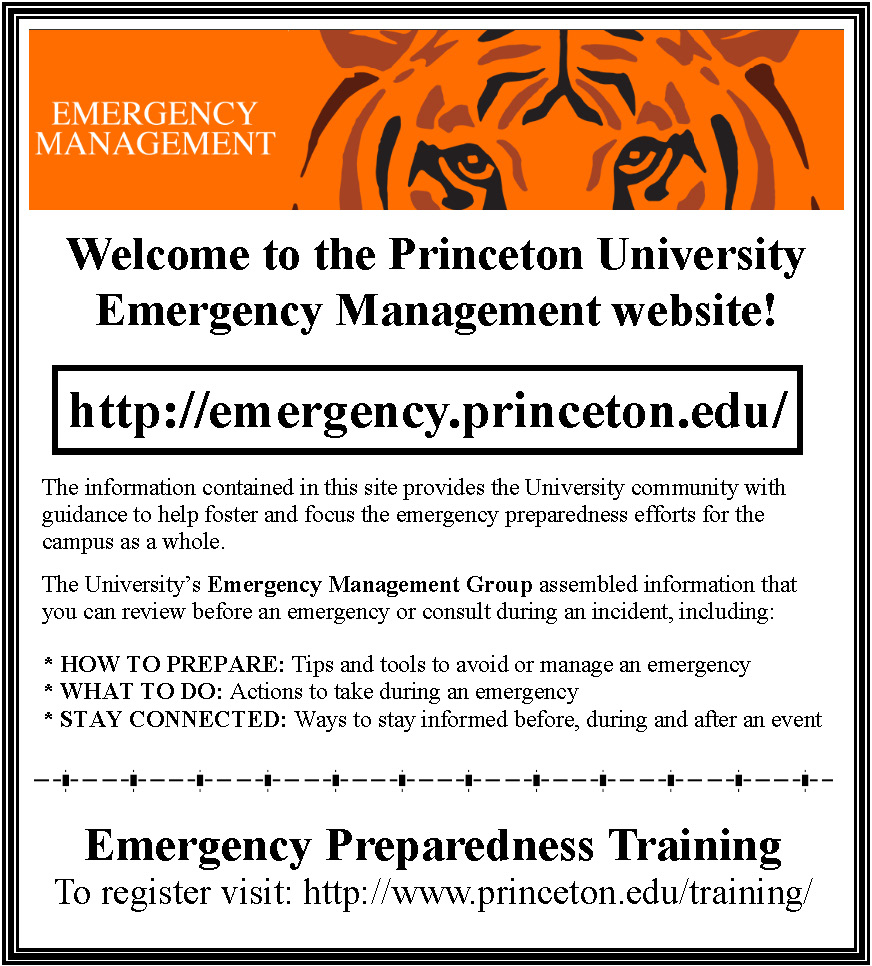 EMERGENCY
MANAGEMENT
Welcome to the Princeton University
Emergency Management website!
http://emergency.princeton.edu/
The information contained in this site provides the University community with
guidance to help foster and focus the emergency preparedness efforts for the
campus as a whole.
The University’s Emergency Management Group assembled information that
you can review before an emergency or consult during an incident, including:
* HOW TO PREPARE: Tips and tools to avoid or manage an emergency
* WHAT TO DO: Actions to take during an emergency
* STAY CONNECTED: Ways to stay informed before, during and after an event
Emergency Preparedness Training
To register visit: http://www.princeton.edu/training/